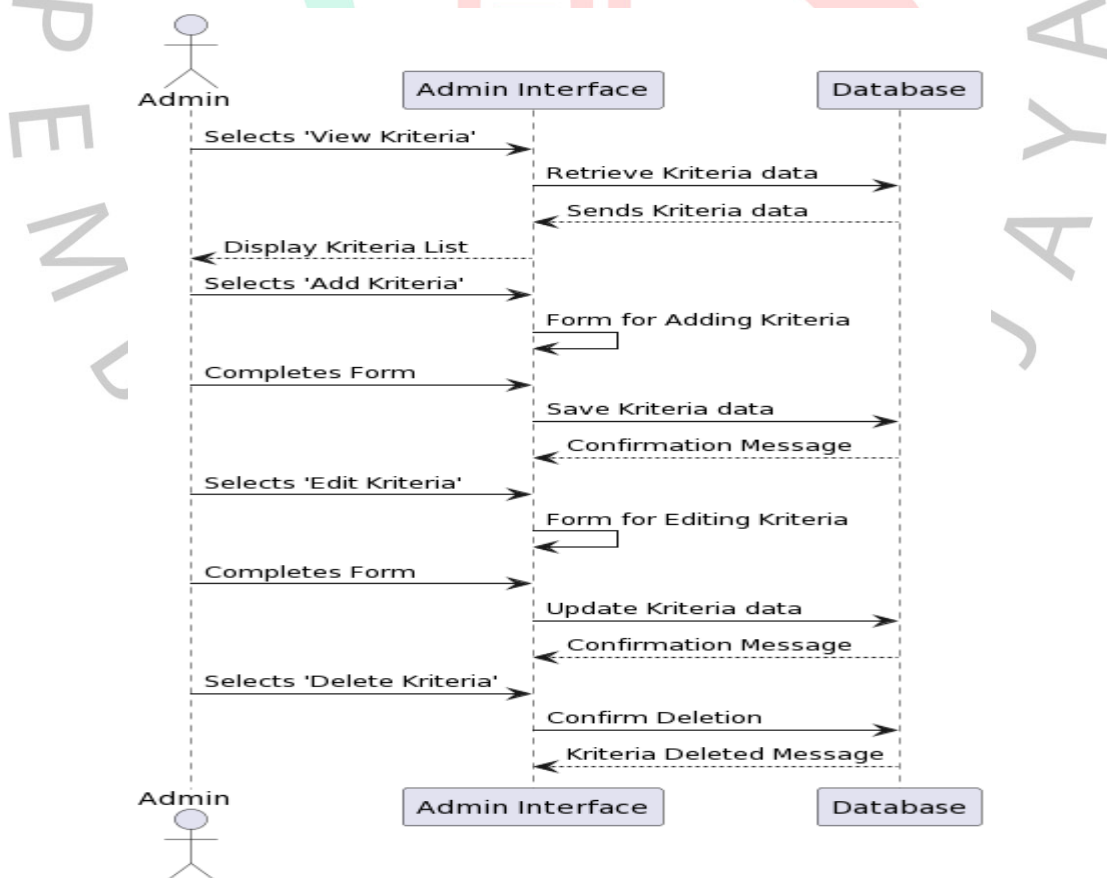 Admin
Admin Interface
Database
Selects 'View Kriteria'
Retrieve Kriteria data
Sends Kriteria data
Display Kriteria List
Selects 'Add Kriteria'
Form for Adding Kriteria
Completes Form
Save Kriteria data
Confirmation Message
Selects 'Edit Kriteria'
Form for Editing Kriteria
Completes Form
Update Kriteria data
Confirmation Message
Selects 'Delete Kriteria'
Confirm Deletion
Kriteria Deleted Message
Admin
Admin Interface
Database
P E M
J A Y A